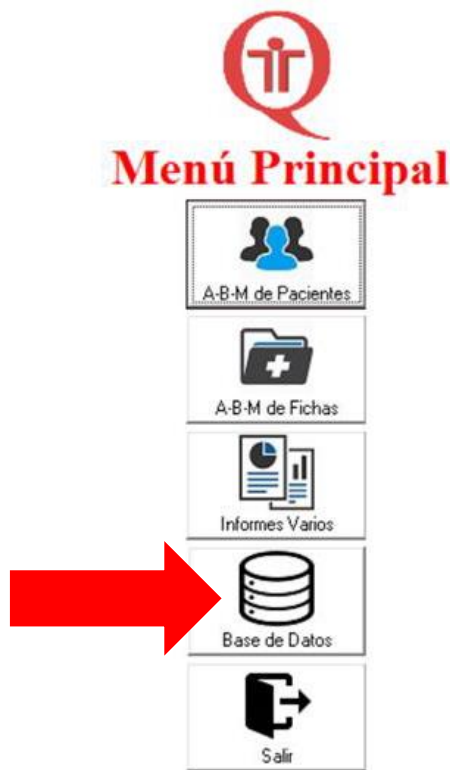 Menú Principal
A-B-M de Pacientes
A-B-M de Fichas
Informes Varios
Base de Datos
Salir